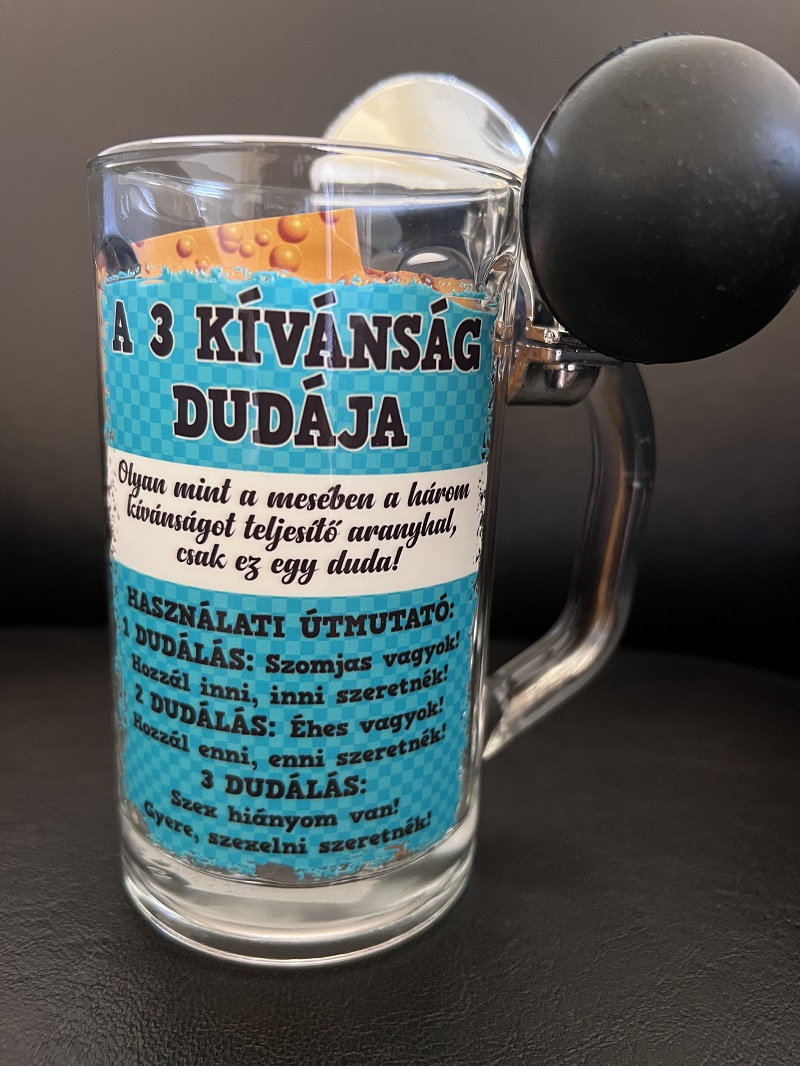 A 3 KÍVÁNSÁG
DUDÁJA
Olyan mint a mesében a három
kívánságot teljesítő aranyhal,
csak ez egy duda!
HASZNÁLATI ÚTMUTATÓ:
1 DUDÁLÁS: Szomjas vagyok!
Hozzál inni, inni szeretnék!
2 DUDÁLÁS: Éhes vagyok!
Hozzál enni, enni szeretnék!
3 DUDÁLÁS:
Szex hiányom van!
Gyere, szexelni szeretnék!